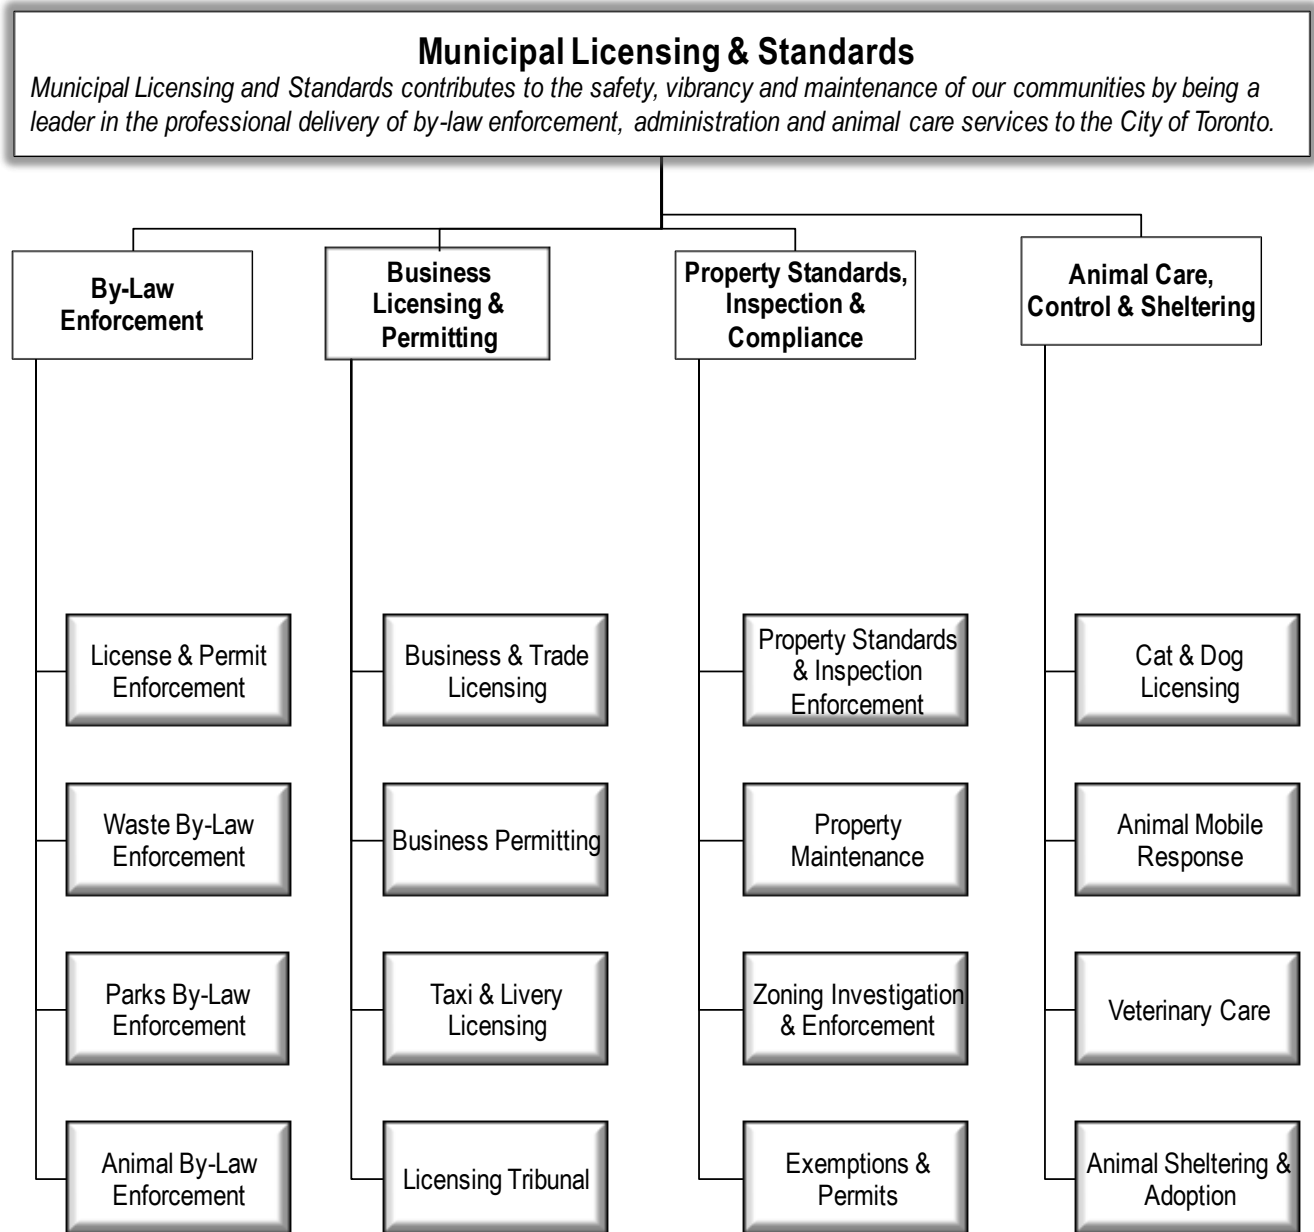 Municipal Licensing & Standards
Municipal Licensing and Standards contributes to the safety, vibrancy and maintenance of our communities by being a
leader in the professional delivery of by-law enforcement, administration and animal care services to the City of Toronto.
By-Law
Enforcement
Business
Licensing &
Permitting
Property Standards,
Inspection &
Compliance
Animal Care,
Control & Sheltering
License & Permit
Enforcement
Waste By-Law
Enforcement
Parks By-Law
Enforcement
Animal By-Law
Enforcement
Business & Trade
Licensing
Business Permitting
Taxi & Livery
Licensing
Licensing Tribunal
Property Standards
& Inspection
Enforcement
Property
Maintenance
Zoning Investigation
& Enforcement
Exemptions &
Permits
Cat & Dog
Licensing
Animal Mobile
Response
Veterinary Care
Animal Sheltering &
Adoption